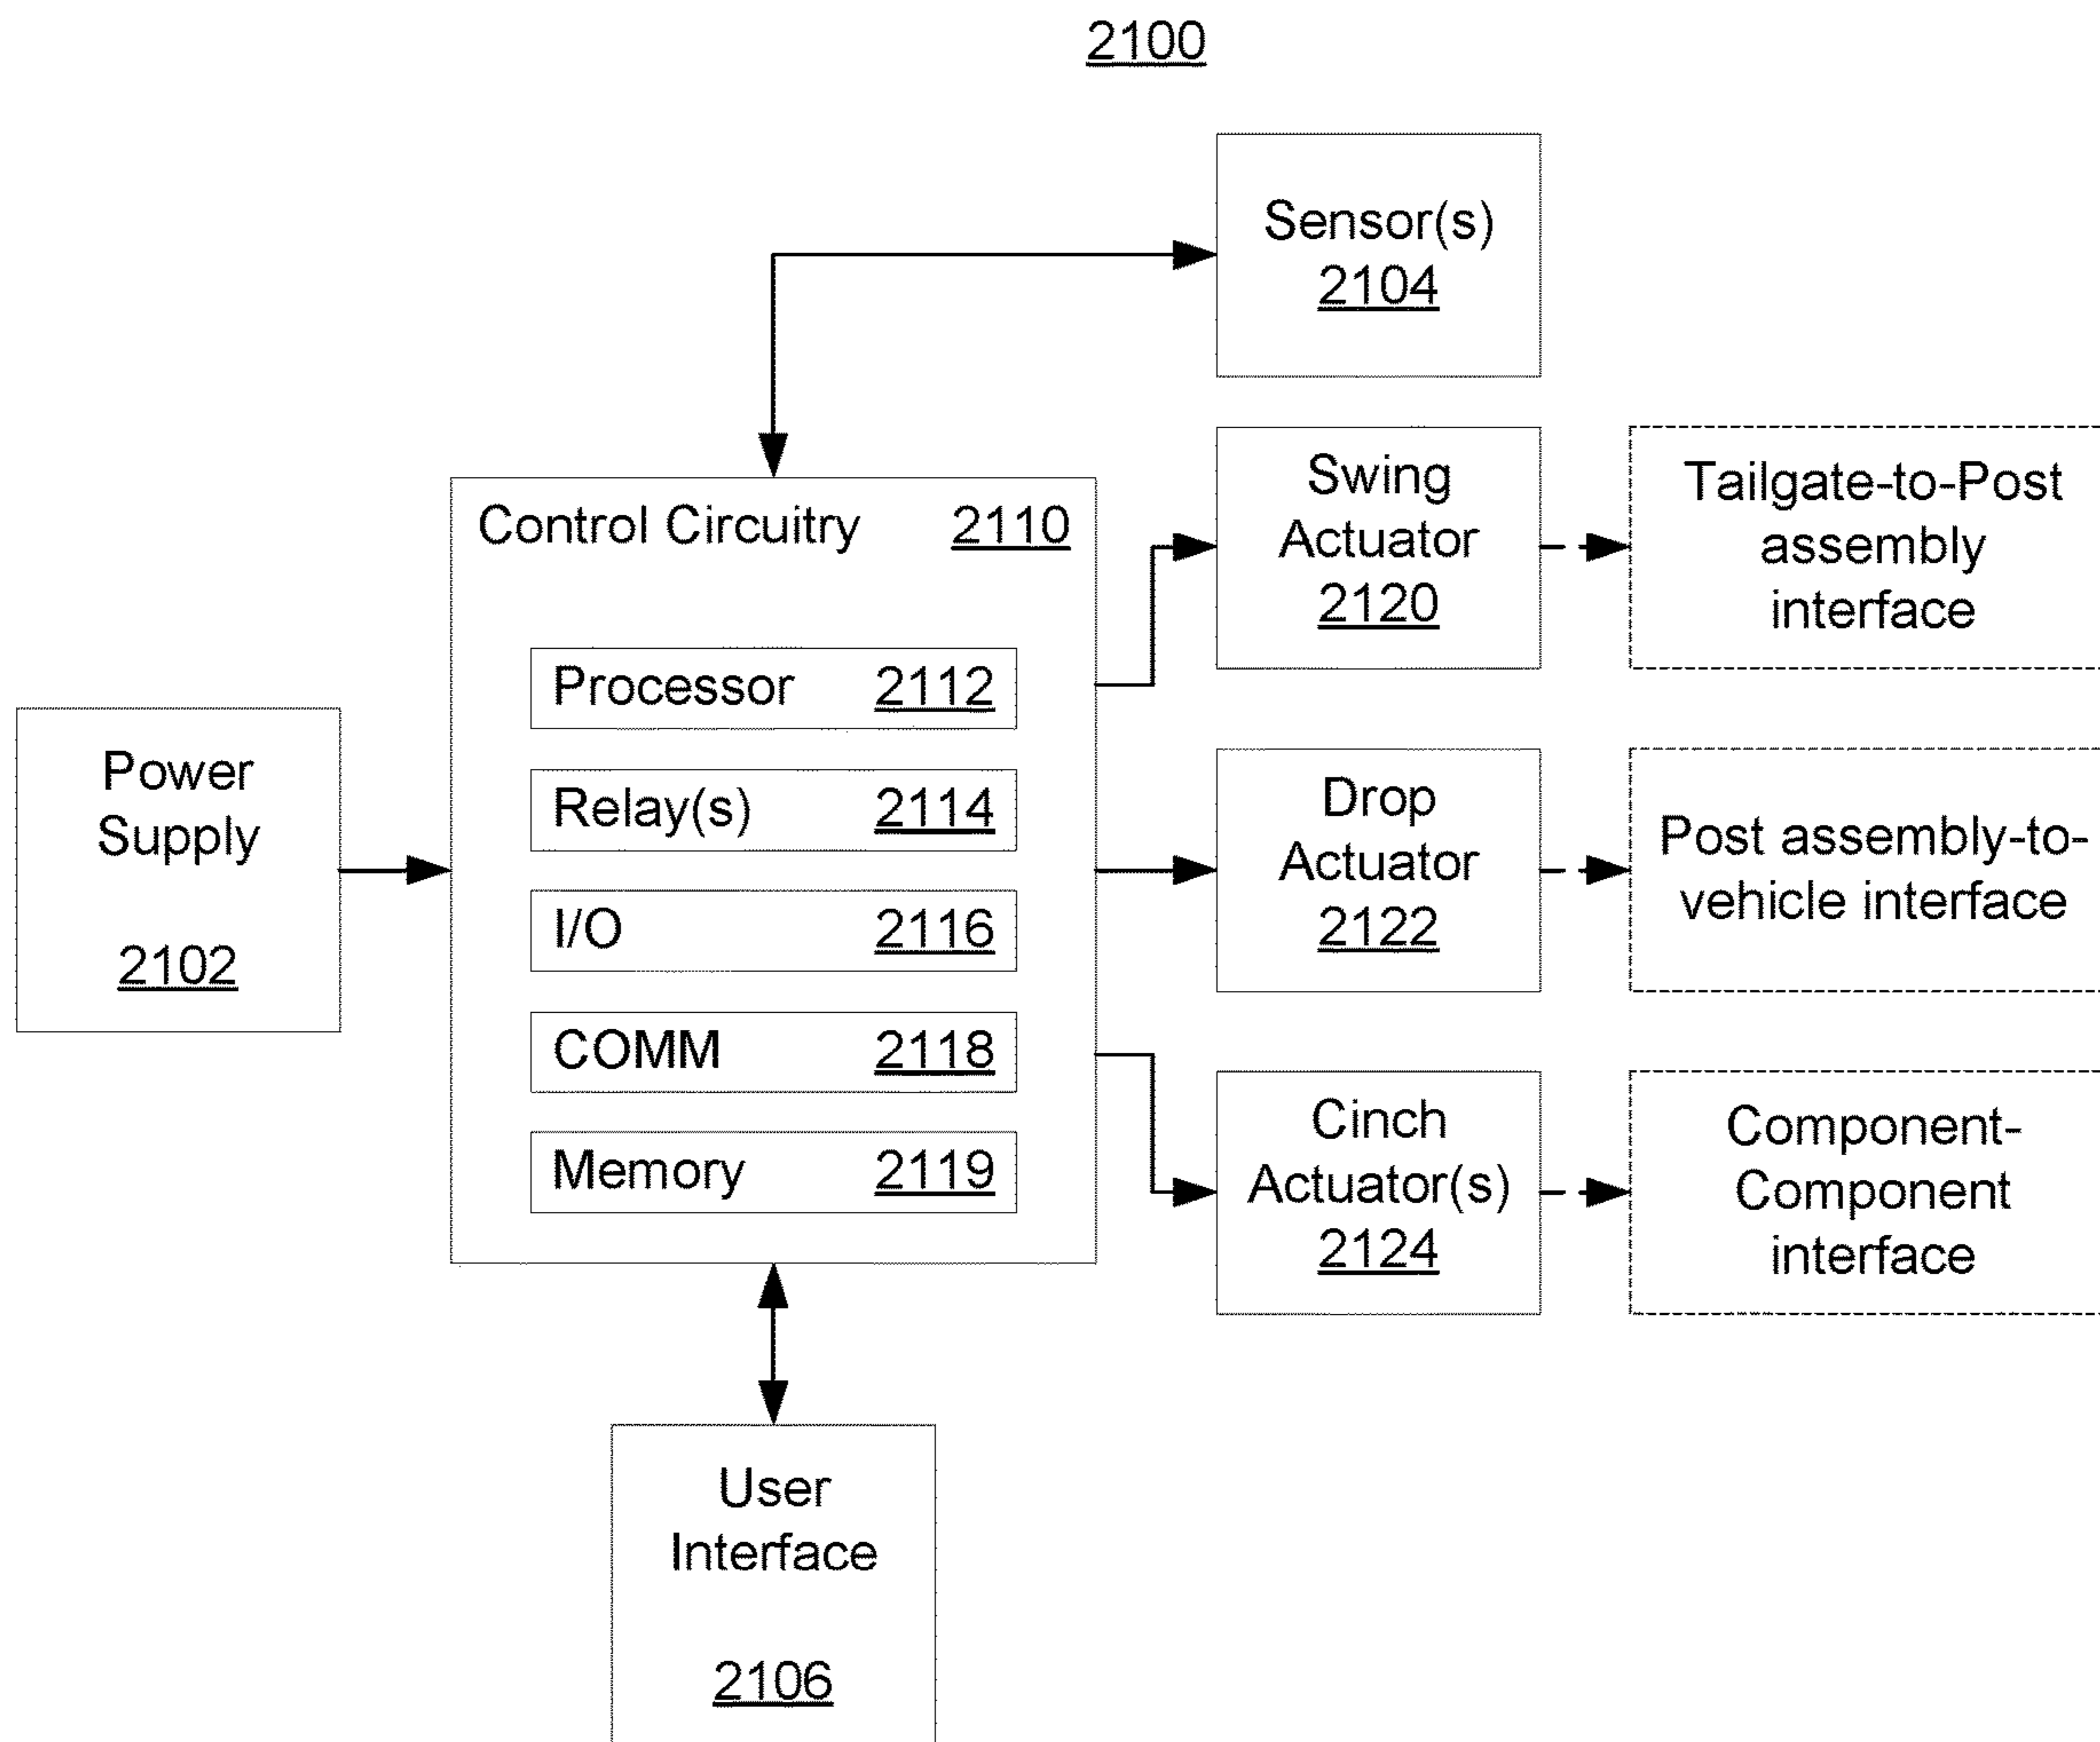 2100
Sensor(s)
2104
Swing
Actuator
2120
Tailgate-to-Post
assembly
interface
Control Circuitry 2110
Processor 2112
Relay(s) 2114
I/O 2116
COMM 2118
Memory 2119
Power
Supply
2102
Drop
Actuator
2122
Post assembly-to-
vehicle interface
Cinch
Actuator(s)
2124
Component-
Component
interface
User
Interface
2106